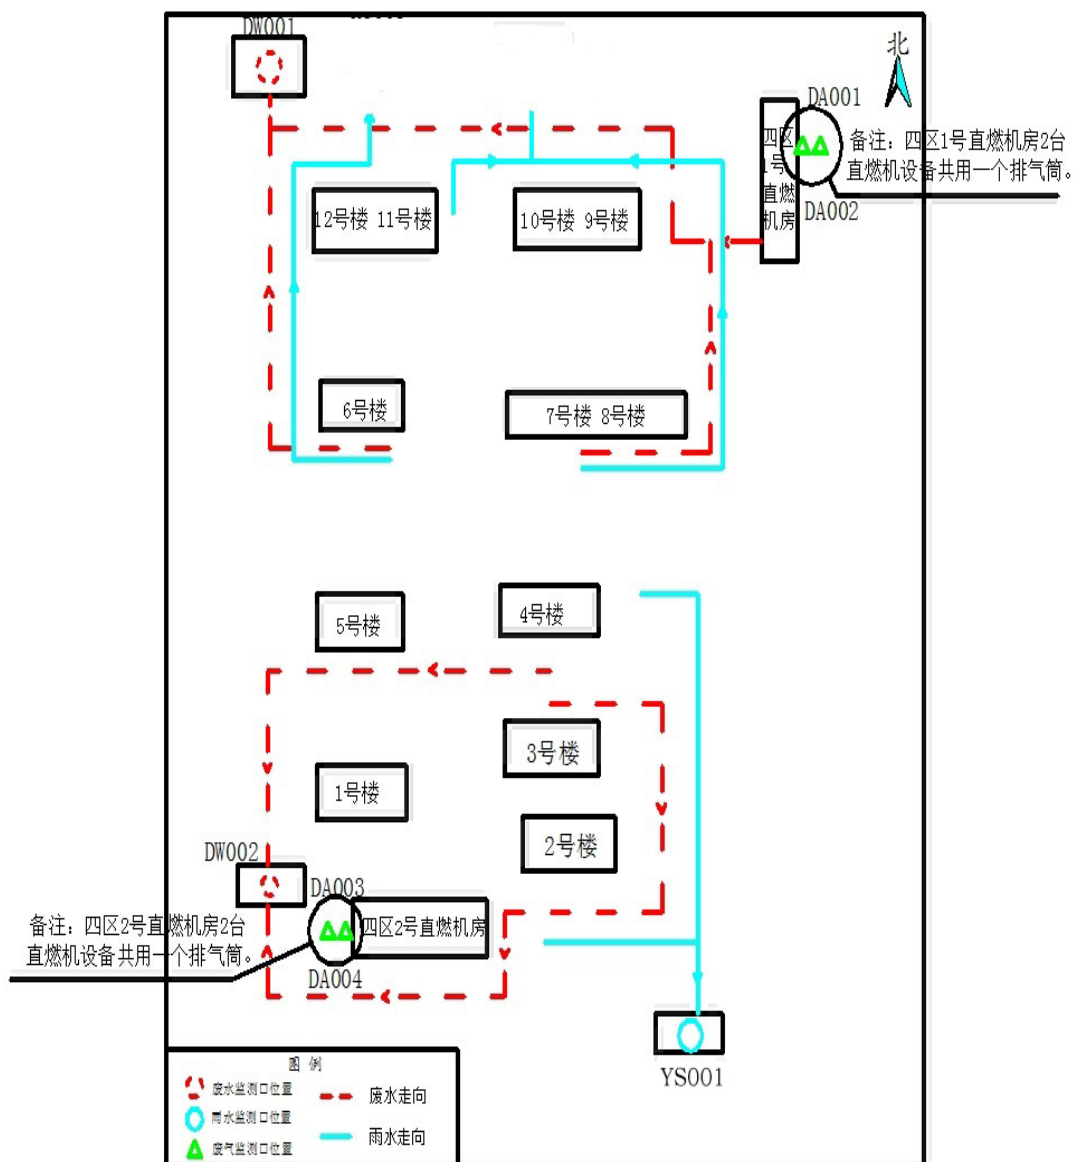 DW001
北
DA001
备注：四区1号直燃机房2台
直燃机设备共用一个排气筒。
四区
1号
直燃
机房
DA002
12号楼 11号楼
10号楼 9号楼
6号楼
7号楼 8号楼
5号楼
4号楼
3号楼
1号楼
2号楼
DW002
DA003
备注：四区2号直燃机房2台
直燃机设备共用一个排气筒。
四区2号直燃机房
DA004
YS001
图 例
废水监测口位置
废水走向
雨水监测口位置
雨水走向
废气监测口位置